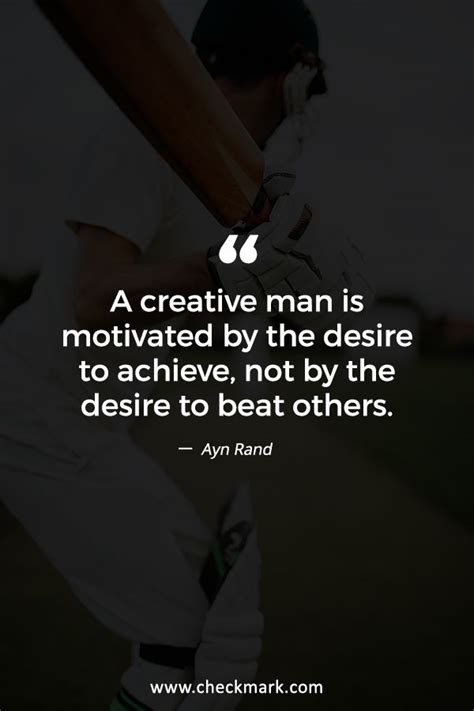 “
A creative man is
motivated by the desire
to achieve, not by the
desire to beat others.
— Ayn Rand
www.checkmark.com